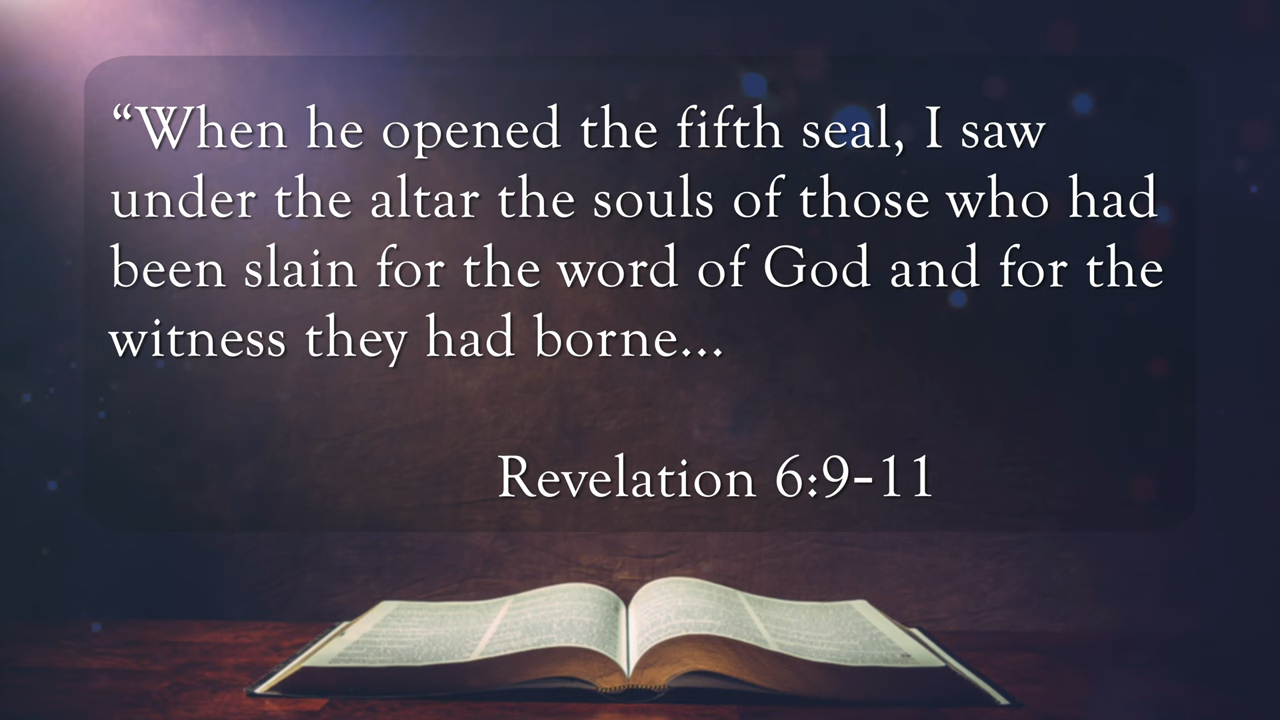 “When he opened the fifth seal, I saw
under the altar the souls of those who had
been slain for the word of God and for the
witness they had borne...
Revelation 6:9-11